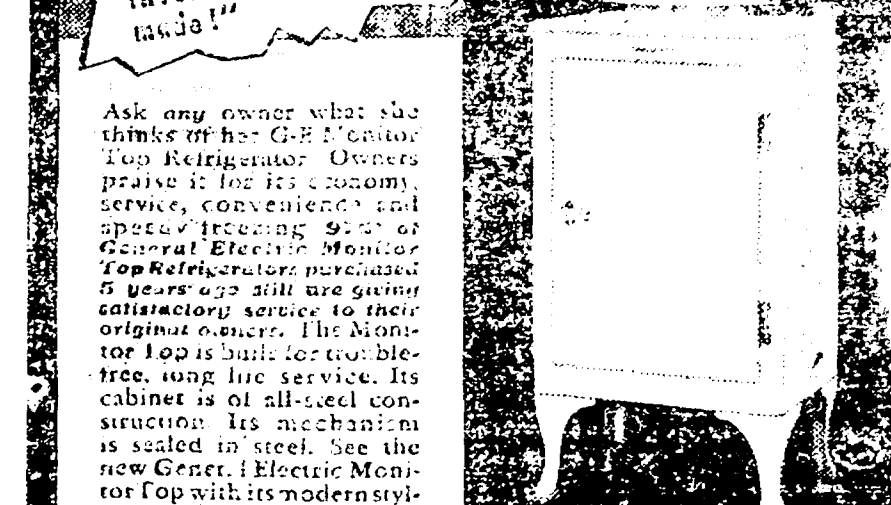 made!"
Ask any owner what she
thinks of her G-E Monitor
Top Refrigerator Owners
praise it for its economy,
service, convenience and
speedy freezing of
General Electric Monitor
Top Refrigerators purchased
5 years ago still are giving
satisfactory service to their
original owners. The Moni-
tor Top is built for trouble-
free, long life service. Its
cabinet is of all-steel con-
struction. Its mechanism
is sealed in steel. See the
new General Electric Moni-
tor Top with its modern styl-